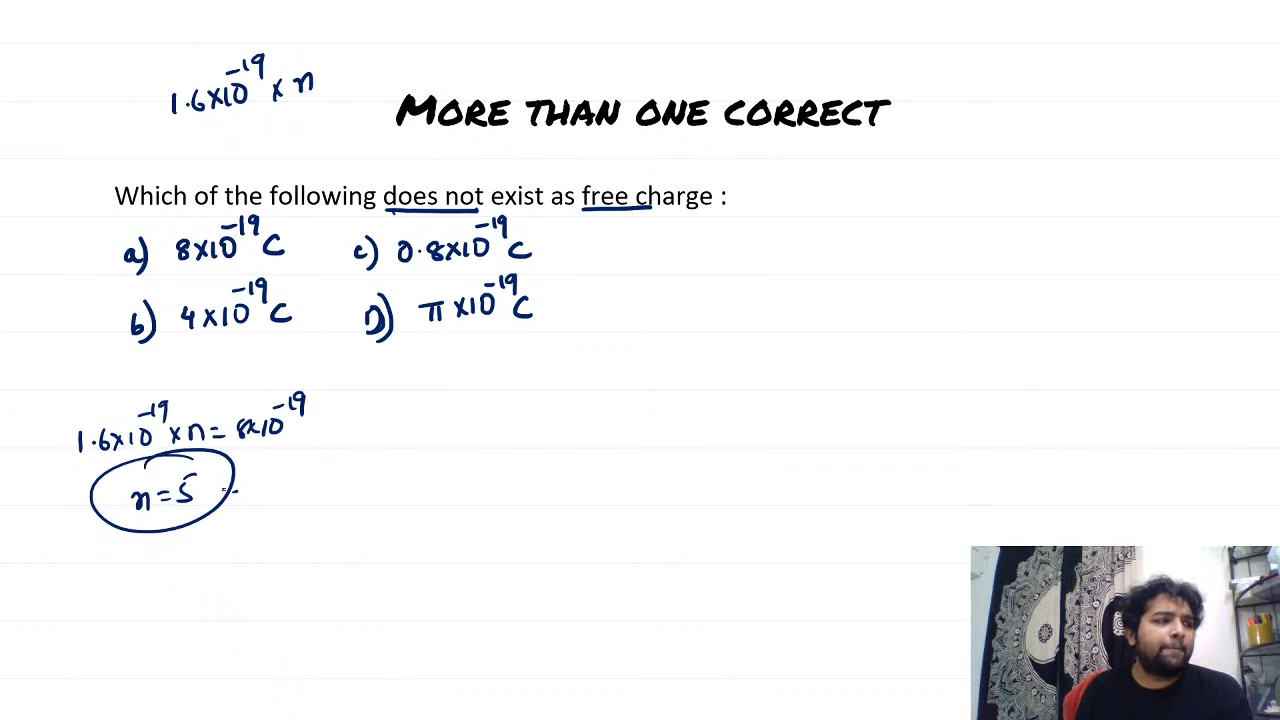 1.6×10⁻¹⁹ × n
MORE THAN ONE CORRECT
Which of the following does not exist as free charge :
a) 8×10⁻¹⁹ C
c) 0.8×10⁻¹⁹ C
b) 4×10⁻¹⁹ C
D) π×10⁻¹⁹ C
1.6×10⁻¹⁹ × n = 8×10⁻¹⁹
n = 5